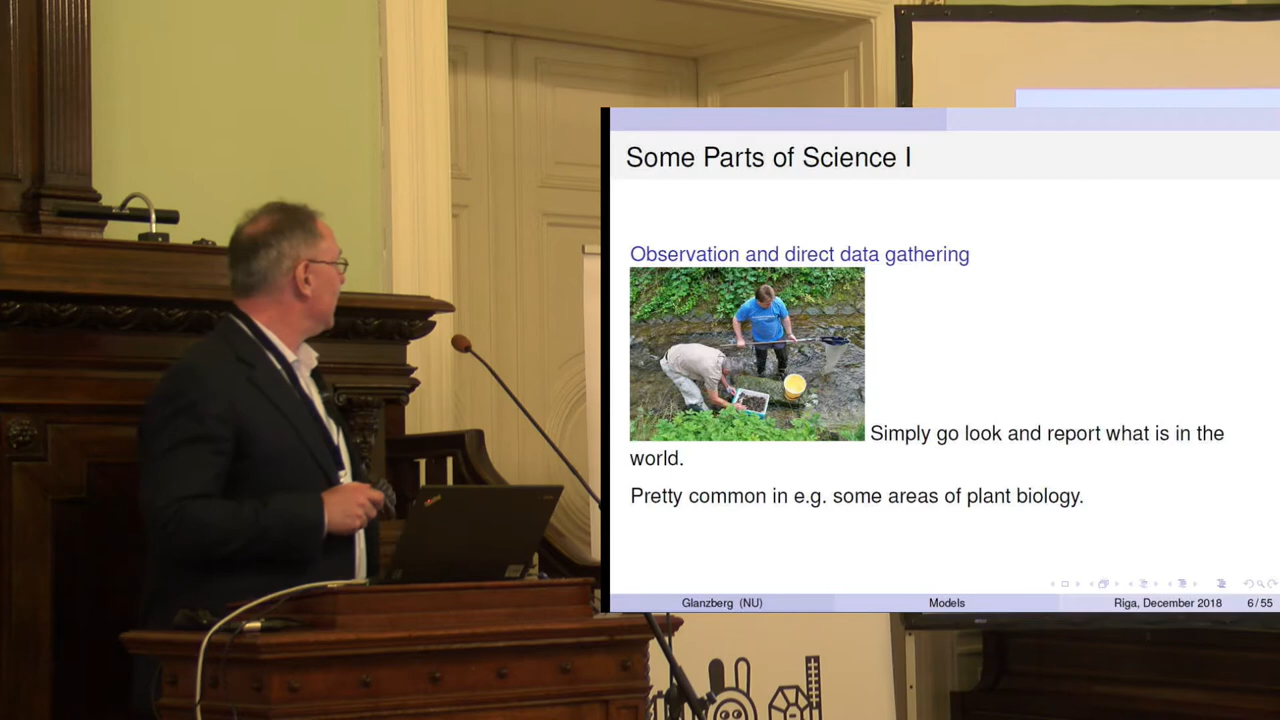 Some Parts of Science I
Observation and direct data gathering
Simply go look and report what is in the
world.
Pretty common in e.g. some areas of plant biology.
Glanzberg (NU) Models Riga, December 2018 6/55